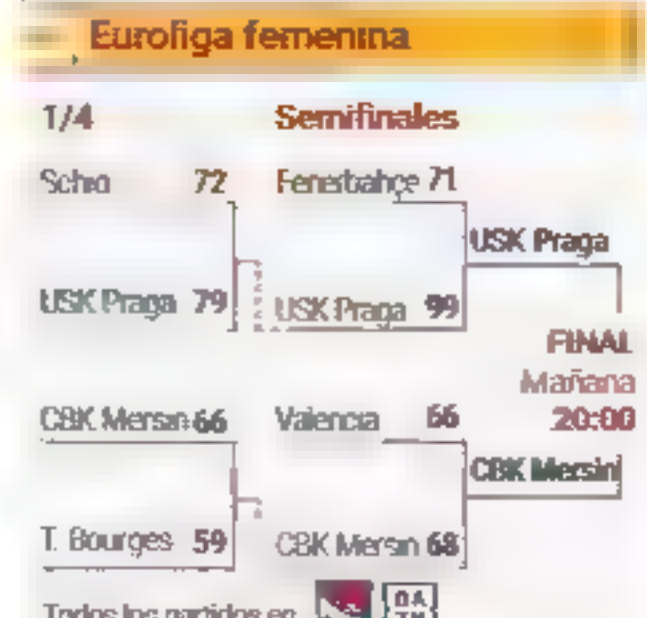 Euroliga femenina
1/4 Semifinales
Schio 72
USK Praga 79
Fenerbahçe 71
USK Praga 99
USK Praga
CBK Mersin 66
T. Bourges 59
Valencia 66
CBK Mersin 68
CBK Mersin
FINAL
Mañana
20:00
Todos los partidos en